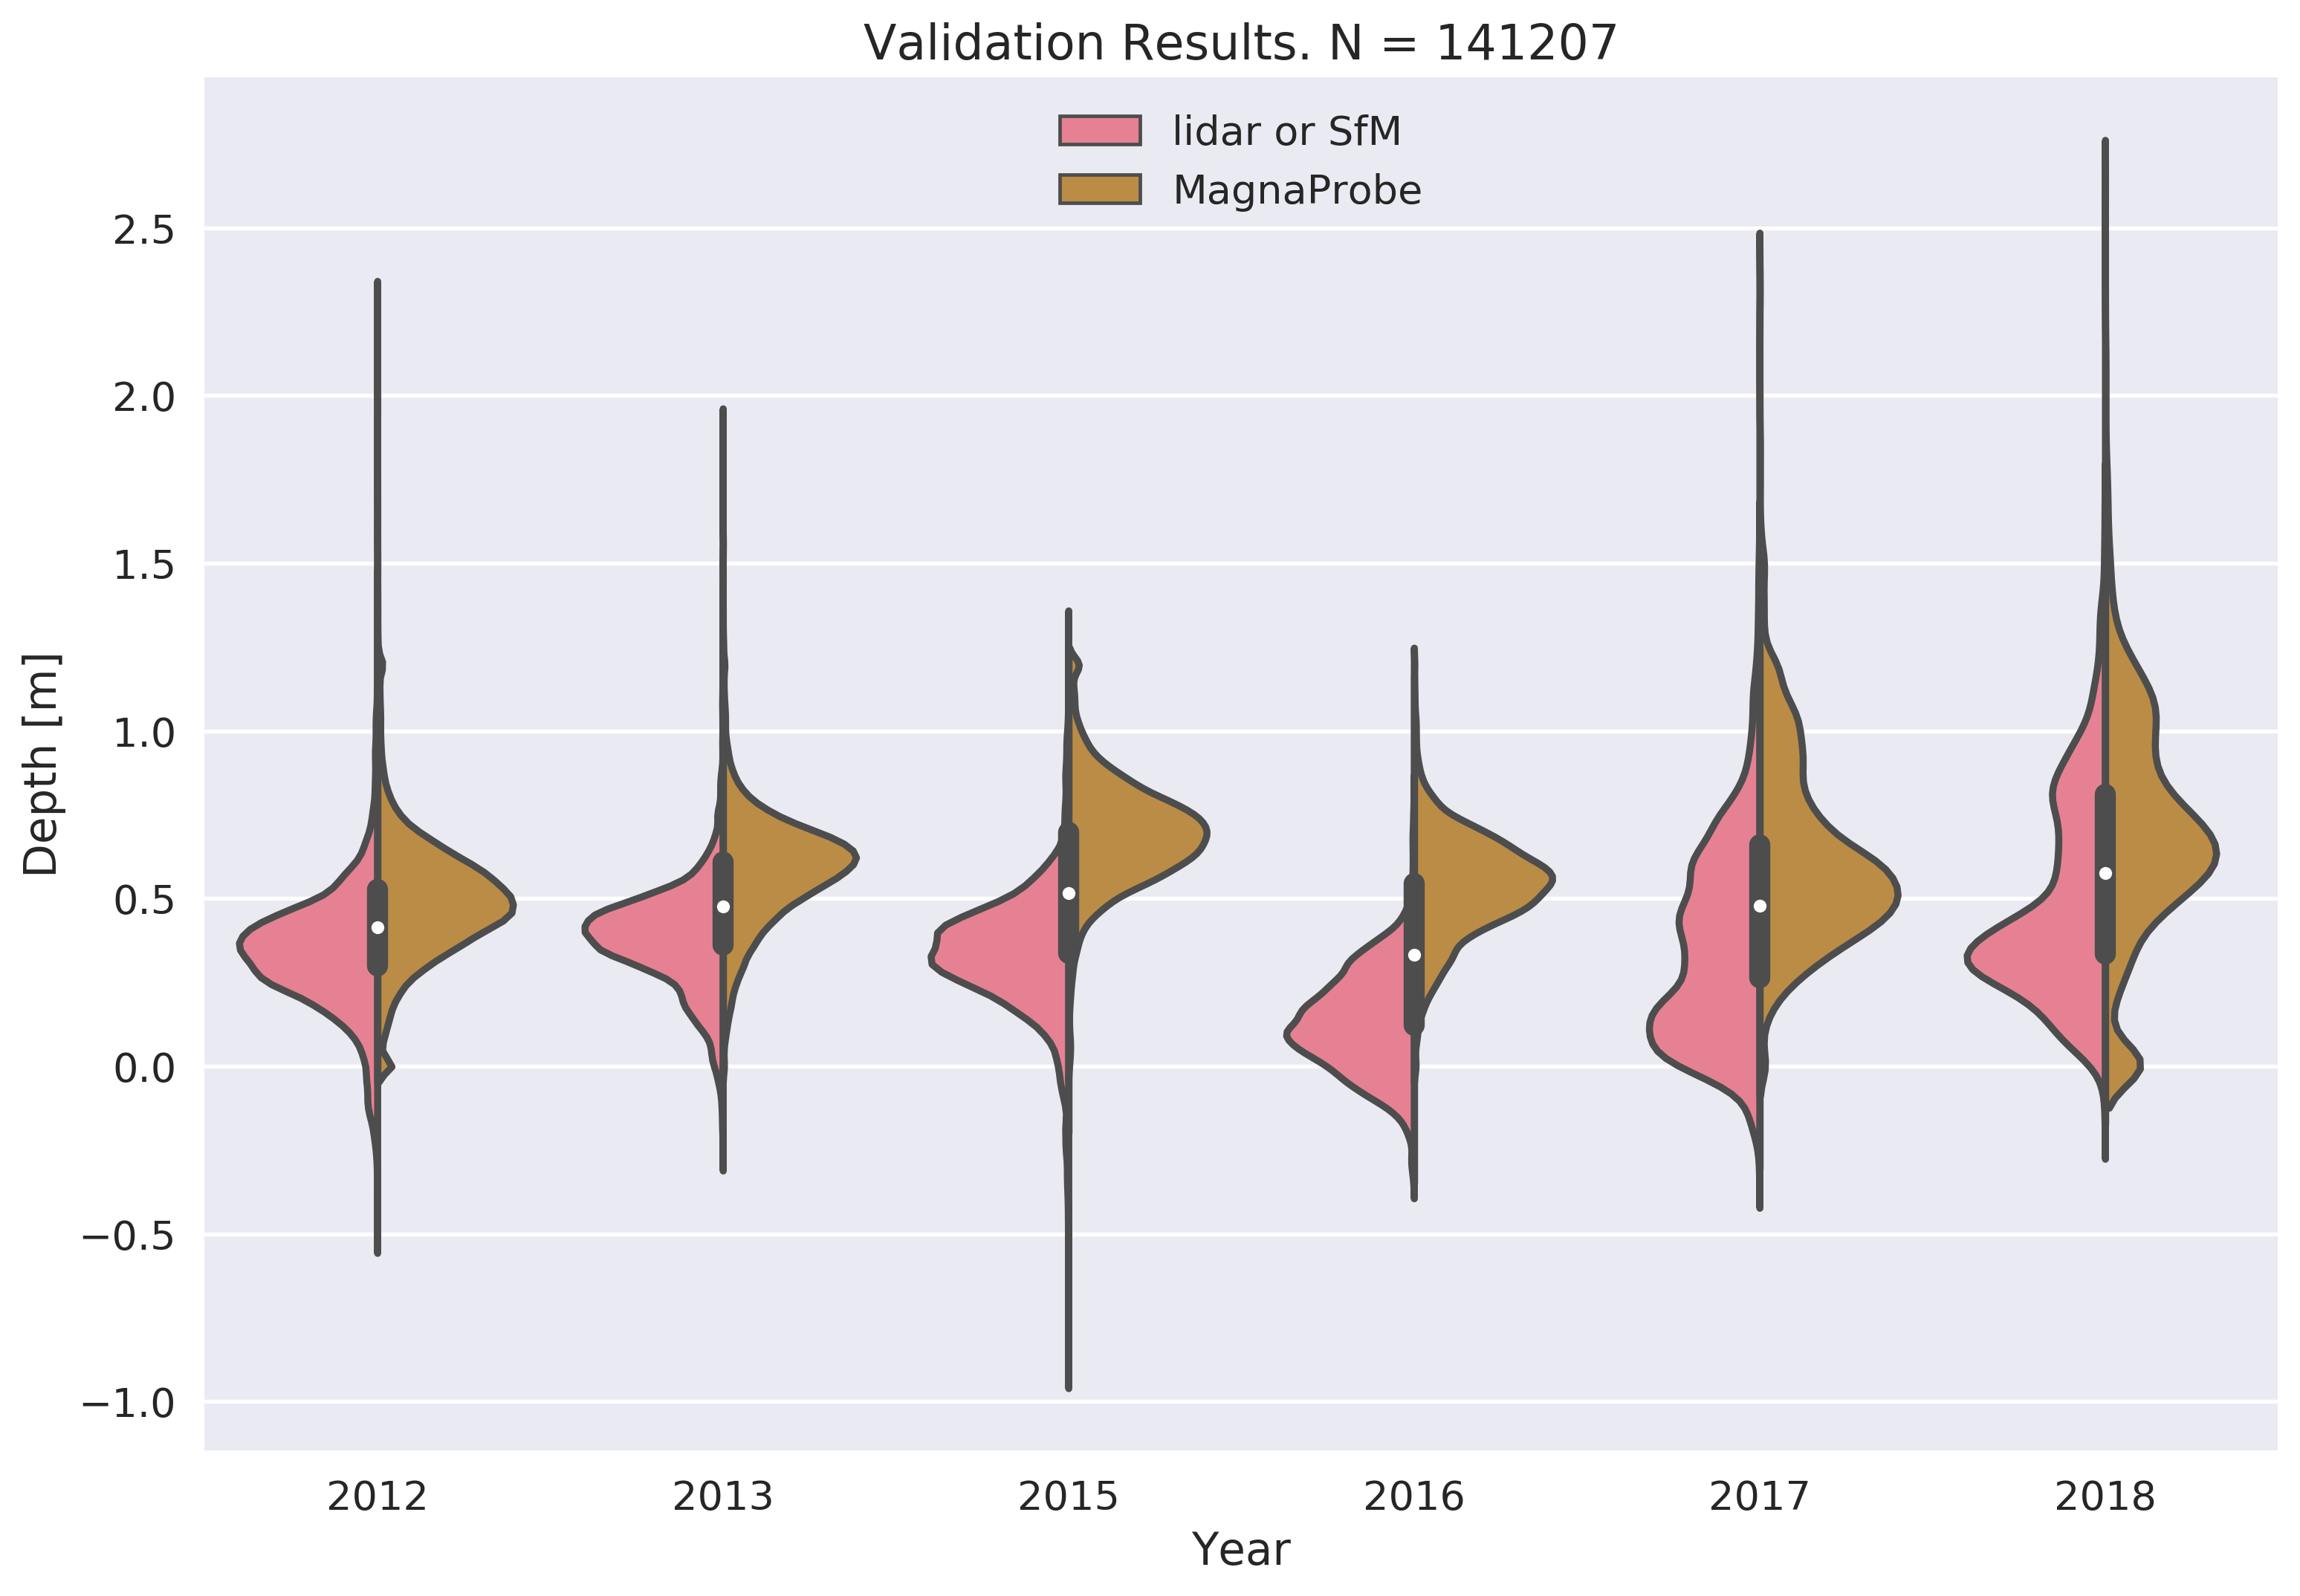 Validation Results. N = 141207
lidar or SfM
MagnaProbe
Depth [m]
2.5
2.0
1.5
1.0
0.5
0.0
−0.5
−1.0
2012 2013 2015 2016 2017 2018
Year